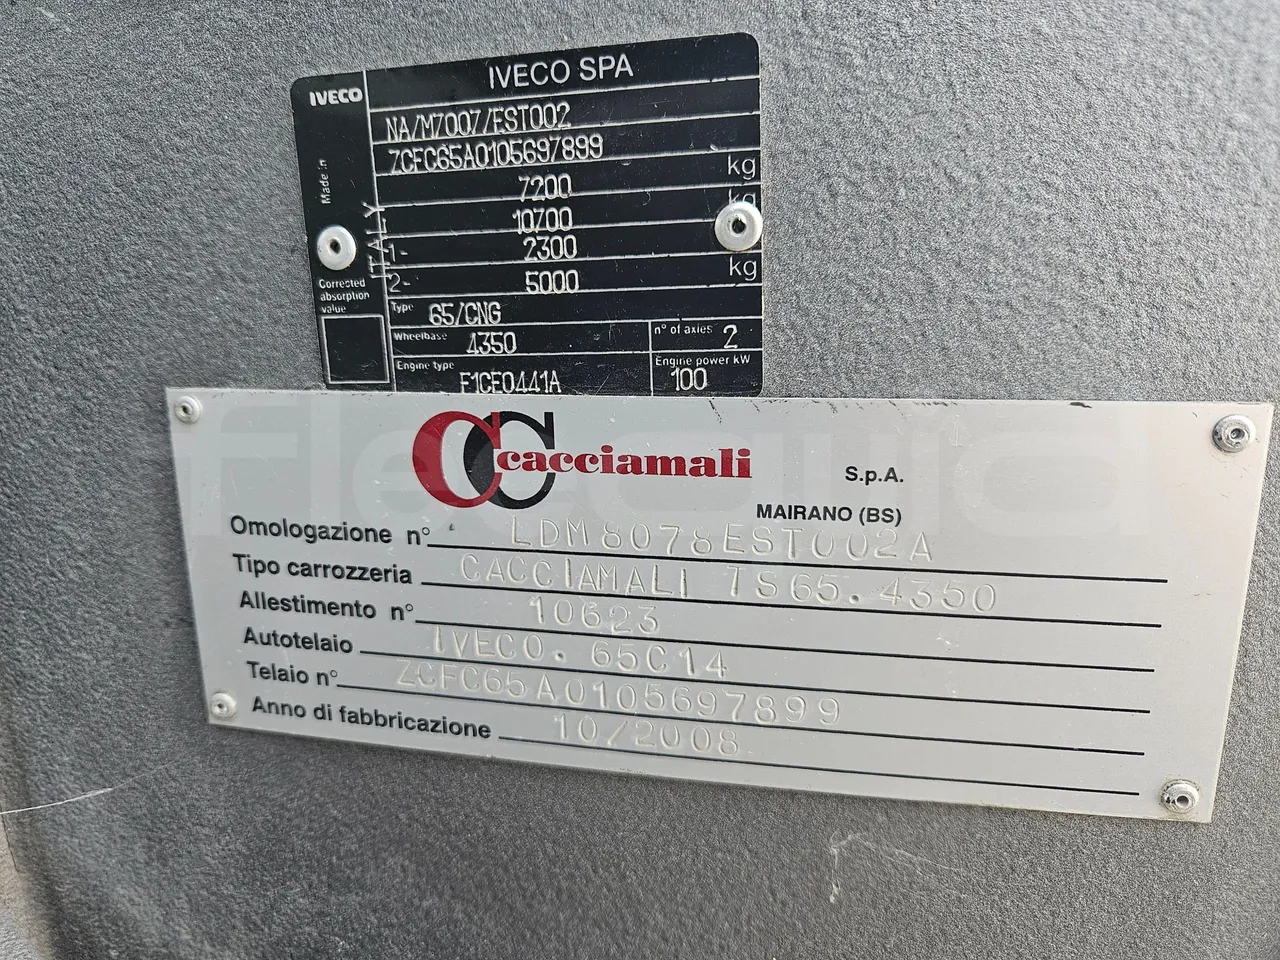 IVECO SPA
IVECO
NA/M7007/EST002
ZCFC65A0105697899
Made in ITALY
7200 kg
10700 kg
1- 2300
2- 5000 kg
Corrected absorption value
Type 65/CNG
Wheelbase 4350
n° of axles 2
Engine type F1CE0441A
Engine power kW 100
CC cacciamali S.p.A.
MAIRANO (BS)
Omologazione n° LDM8078EST002A
Tipo carrozzeria CACCIAMALI TS65.4350
Allestimento n° 10623
Autotelaio IVECO. 65C14
Telaio n° ZCFC65A0105697899
Anno di fabbricazione 10/2008